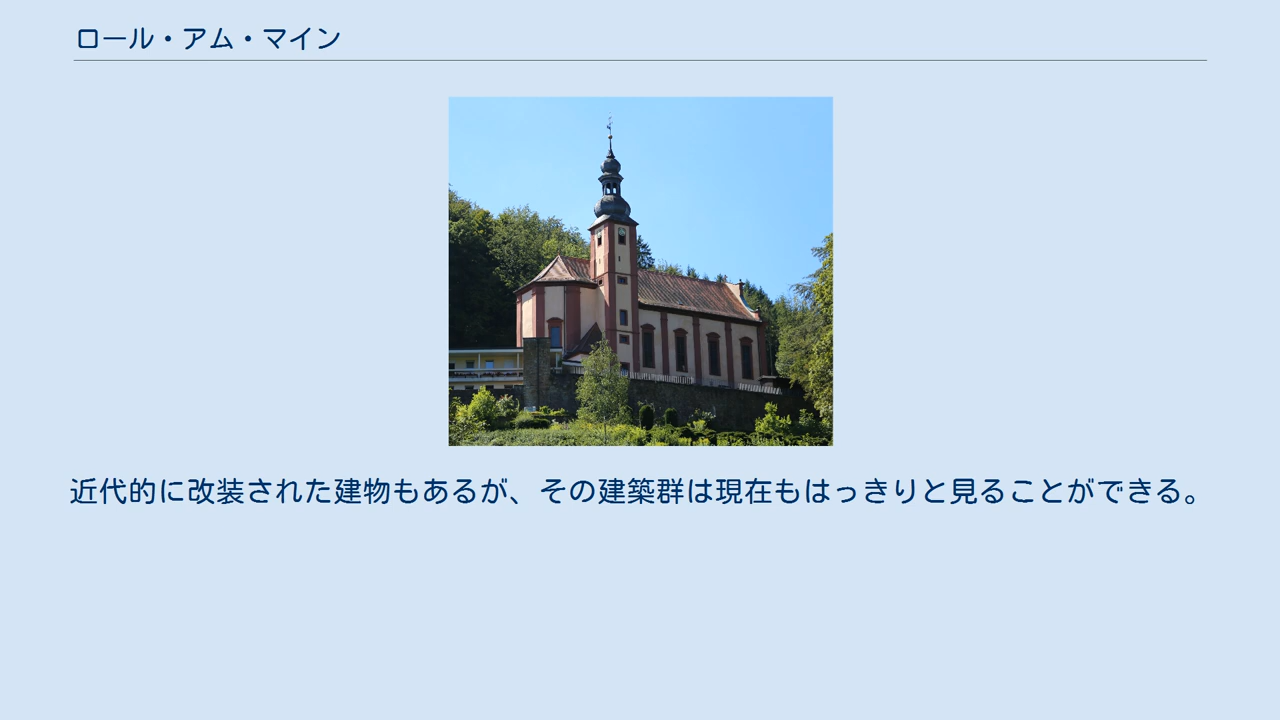 ロール・アム・マイン
近代的に改装された建物もあるが、その建築群は現在もはっきりと見ることができる。